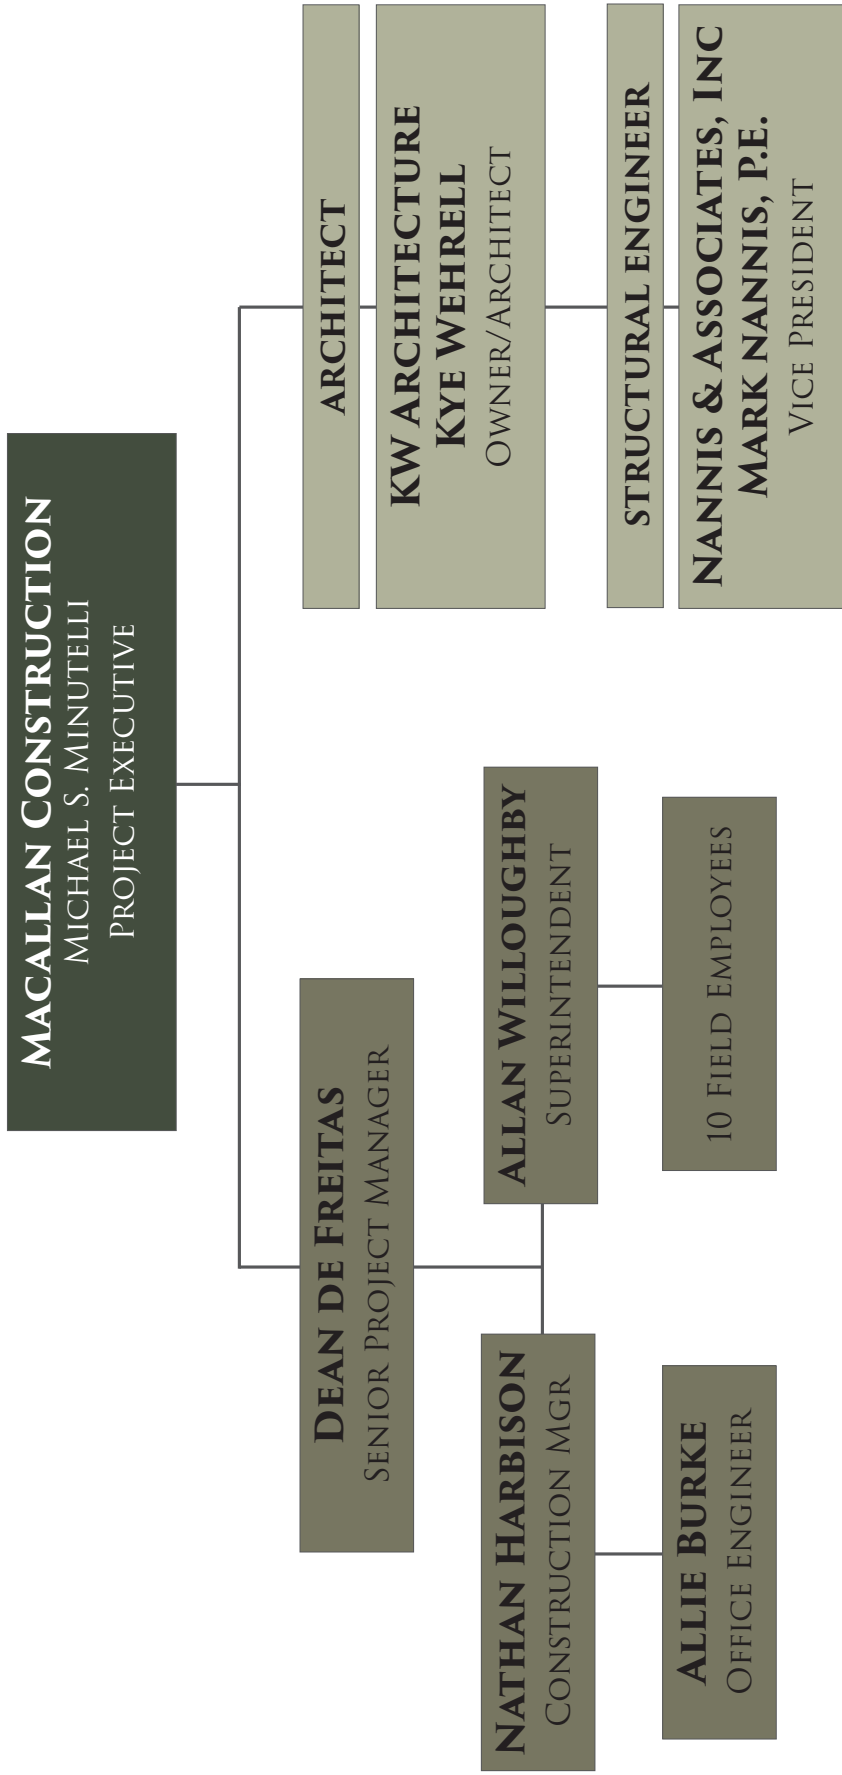 MACALLAN CONSTRUCTION
MICHAEL S. MINUTELLI
PROJECT EXECUTIVE
DEAN DE FREITAS
SENIOR PROJECT MANAGER
NATHAN HARBISON
CONSTRUCTION MGR
ALLIE BURKE
OFFICE ENGINEER
ALLAN WILLOUGHBY
SUPERINTENDENT
10 FIELD EMPLOYEES
ARCHITECT
KW ARCHITECTURE
KYE WEHRELL
OWNER/ARCHITECT
STRUCTURAL ENGINEER
NANNIS & ASSOCIATES, INC
MARK NANNIS, P.E.
VICE PRESIDENT